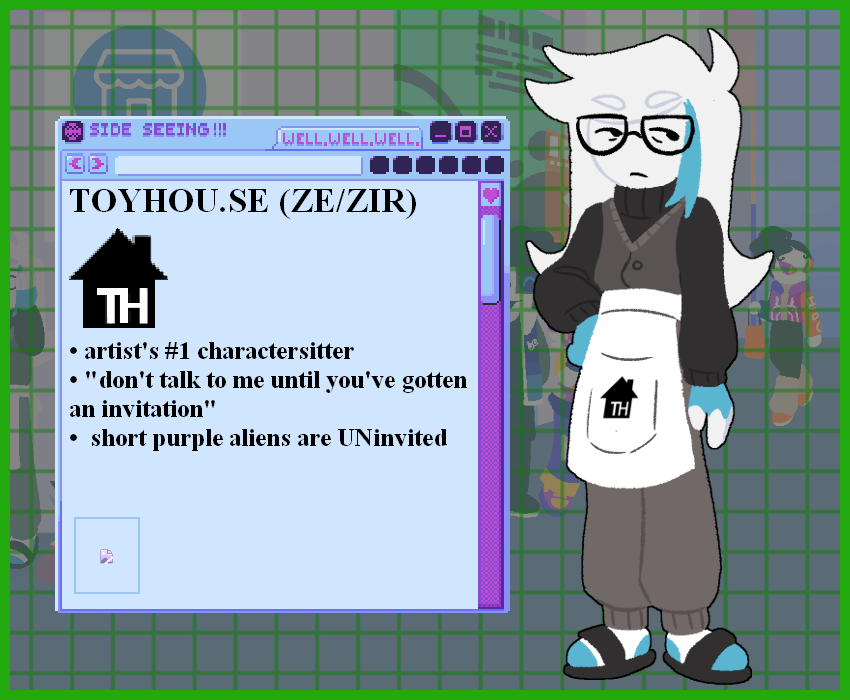 SIDE SEEING!!!
WELL.WELL.WELL.
TOYHOU.SE (ZE/ZIR)
TH
• artist's #1 charactersitter
• "don't talk to me until you've gotten
an invitation"
• short purple aliens are UNinvited
TH